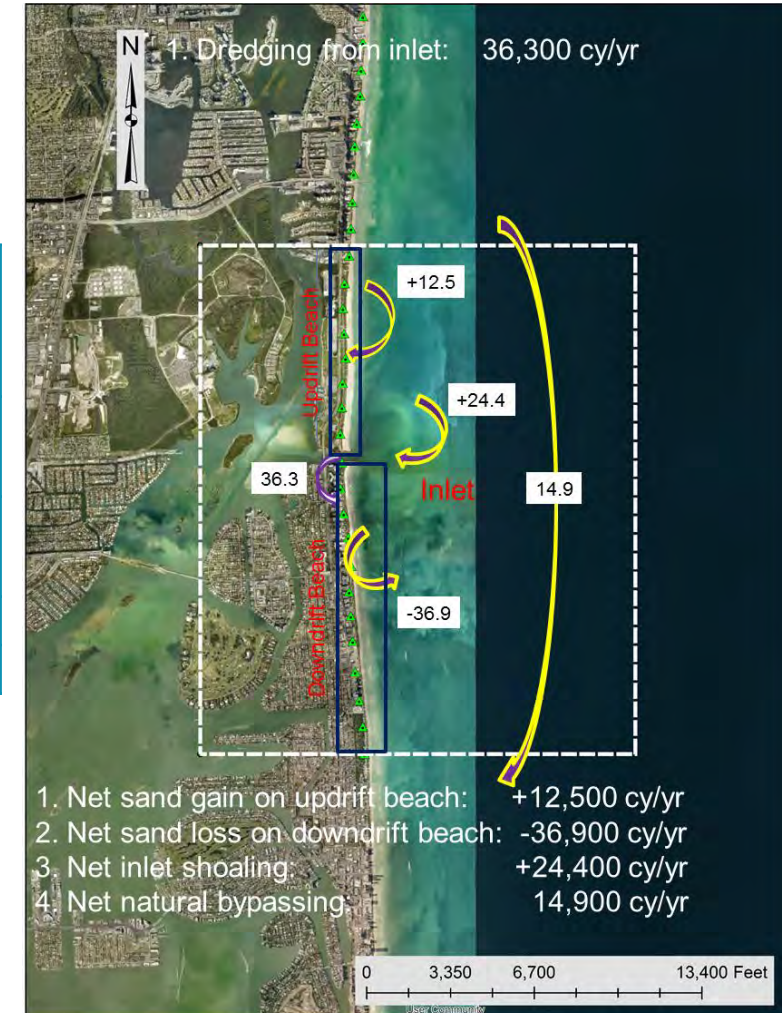 N
1. Dredging from inlet: 36,300 cy/yr
+12.5
Updrift Beach
+24.4
36.3
Inlet
14.9
Downdrift Beach
-36.9
1. Net sand gain on updrift beach: +12,500 cy/yr
2. Net sand loss on downdrift beach: -36,900 cy/yr
3. Net inlet shoaling: +24,400 cy/yr
4. Net natural bypassing: 14,900 cy/yr
0 3,350 6,700 13,400 Feet
User Community